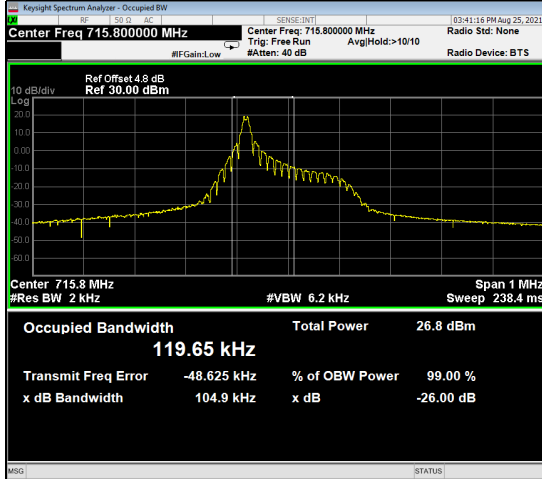 Keysight Spectrum Analyzer - Occupied BW
RF 50 Ω AC SENSE:INT 03:41:16 PM Aug 25, 2021
Center Freq 715.800000 MHz Center Freq: 715.800000 MHz Radio Std: None
Trig: Free Run Avg|Hold:>10/10
#IFGain:Low #Atten: 40 dB Radio Device: BTS
Ref Offset 4.8 dB
10 dB/div Ref 30.00 dBm
Log
20.0
10.0
0.00
-10.0
-20.0
-30.0
-40.0
-50.0
-60.0
Center 715.8 MHz Span 1 MHz
#Res BW 2 kHz #VBW 6.2 kHz Sweep 238.4 ms
Occupied Bandwidth Total Power 26.8 dBm
119.65 kHz
Transmit Freq Error -48.625 kHz % of OBW Power 99.00 %
x dB Bandwidth 104.9 kHz x dB -26.00 dB
MSG STATUS